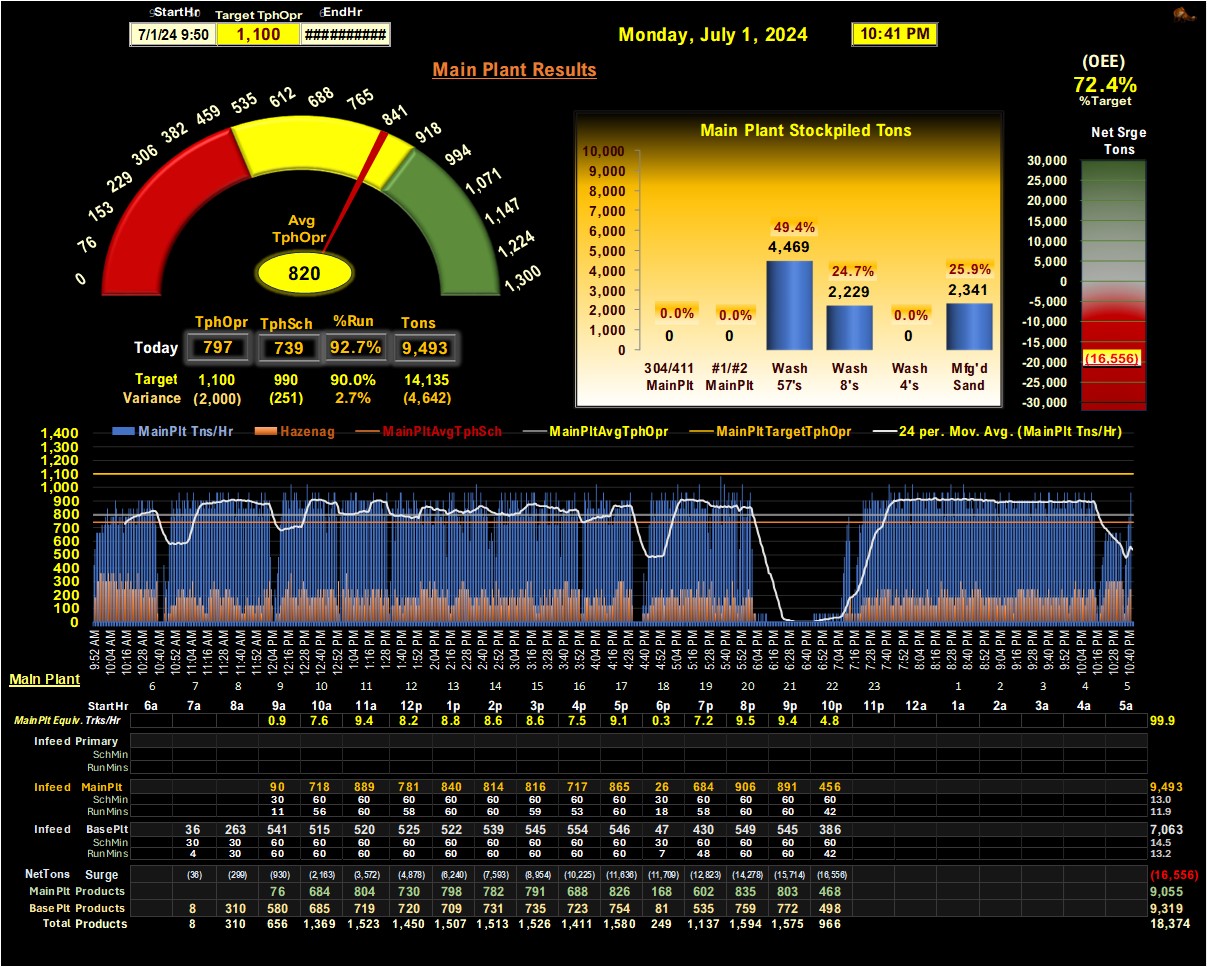 StartHr Target TphOpr EndHr
7/1/24 9:50 1,100 ##########
Monday, July 1, 2024
10:41 PM
Main Plant Results
(OEE)
72.4%
%Target
0 76 153 229 306 382 459 535 612 688 765 841 918 994 1,071 1,147 1,224 1,300
Avg
TphOpr
820
TphOpr TphSch %Run Tons
Today 797 739 92.7% 9,493
Target 1,100 990 90.0% 14,135
Variance (2,000) (251) 2.7% (4,642)
Main Plant Stockpiled Tons
10,000
9,000
8,000
7,000
6,000
5,000
4,000
3,000
2,000
1,000
0
0.0% 0.0% 49.4% 24.7% 0.0% 25.9%
0 0 4,469 2,229 0 2,341
304/411 #1/#2 Wash Wash Wash Mfg'd
MainPlt MainPlt 57's 8's 4's Sand
Net Srge
Tons
30,000
25,000
20,000
15,000
10,000
5,000
0
-5,000
-10,000
-15,000
(16,556)
-20,000
-25,000
-30,000
MainPlt Tns/Hr Hazenag MainPltAvgTphSch MainPltAvgTphOpr MainPltTargetTphOpr 24 per. Mov. Avg. (MainPlt Tns/Hr)
1,400
1,300
1,200
1,100
1,000
900
800
700
600
500
400
300
200
100
0
9:52 AM 10:04 AM 10:16 AM 10:28 AM 10:40 AM 10:52 AM 11:04 AM 11:16 AM 11:28 AM 11:40 AM 11:52 AM 12:04 PM 12:16 PM 12:28 PM 12:40 PM 12:52 PM 1:04 PM 1:16 PM 1:28 PM 1:40 PM 1:52 PM 2:04 PM 2:16 PM 2:28 PM 2:40 PM 2:52 PM 3:04 PM 3:16 PM 3:28 PM 3:40 PM 3:52 PM 4:04 PM 4:16 PM 4:28 PM 4:40 PM 4:52 PM 5:04 PM 5:16 PM 5:28 PM 5:40 PM 5:52 PM 6:04 PM 6:16 PM 6:28 PM 6:40 PM 6:52 PM 7:04 PM 7:16 PM 7:28 PM 7:40 PM 7:52 PM 8:04 PM 8:16 PM 8:28 PM 8:40 PM 8:52 PM 9:04 PM 9:16 PM 9:28 PM 9:40 PM 9:52 PM 10:04 PM 10:16 PM 10:28 PM 10:40 PM
Main Plant
6 7 8 9 10 11 12 13 14 15 16 17 18 19 20 21 22 23 1 2 3 4 5
StartHr 6a 7a 8a 9a 10a 11a 12p 1p 2p 3p 4p 5p 6p 7p 8p 9p 10p 11p 12a 1a 2a 3a 4a 5a
MainPlt Equiv. Trks/Hr 0.9 7.6 9.4 8.2 8.8 8.6 8.6 7.5 9.1 0.3 7.2 9.5 9.4 4.8 99.9
Infeed Primary
SchMin
RunMins
Infeed MainPlt 90 718 889 781 840 814 816 717 865 26 684 906 891 456 9,493
SchMin 30 60 60 60 60 60 60 60 60 30 60 60 60 60 13.0
RunMins 11 56 60 58 60 60 59 53 60 18 58 60 60 42 11.9
Infeed BasePlt 36 263 541 515 520 525 522 539 545 554 546 47 430 549 545 386 7,063
SchMin 30 30 60 60 60 60 60 60 60 60 60 30 60 60 60 60 14.5
RunMins 4 30 60 60 60 60 60 60 60 60 60 7 48 60 60 42 13.2
NetTons Surge (36) (299) (930) (2,163) (3,572) (4,878) (6,240) (7,593) (8,954) (10,225) (11,636) (11,709) (12,823) (14,278) (15,714) (16,556) (16,556)
MainPlt Products 76 684 804 730 798 782 791 688 826 168 602 835 803 468 9,055
BasePlt Products 8 310 580 685 719 720 709 731 735 723 754 81 535 759 772 498 9,319
Total Products 8 310 656 1,369 1,523 1,450 1,507 1,513 1,526 1,411 1,580 249 1,137 1,594 1,575 966 18,374